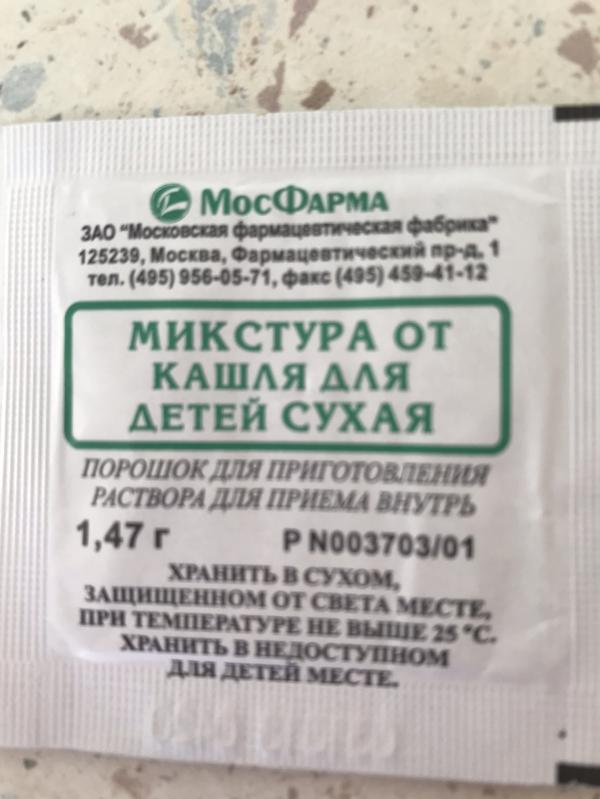 МОСФАРМА
ЗАО "Московская фармацевтическая фабрика"
125239, Москва, Фармацевтический пр-д, 1
тел. (495) 956-05-71, факс (495) 459-41-12
МИКСТУРА ОТ
КАШЛЯ ДЛЯ
ДЕТЕЙ СУХАЯ
ПОРОШОК ДЛЯ ПРИГОТОВЛЕНИЯ
РАСТВОРА ДЛЯ ПРИЕМА ВНУТРЬ
1,47 г P N003703/01
ХРАНИТЬ В СУХОМ,
ЗАЩИЩЕННОМ ОТ СВЕТА МЕСТЕ,
ПРИ ТЕМПЕРАТУРЕ НЕ ВЫШЕ 25 °С.
ХРАНИТЬ В НЕДОСТУПНОМ
ДЛЯ ДЕТЕЙ МЕСТЕ.